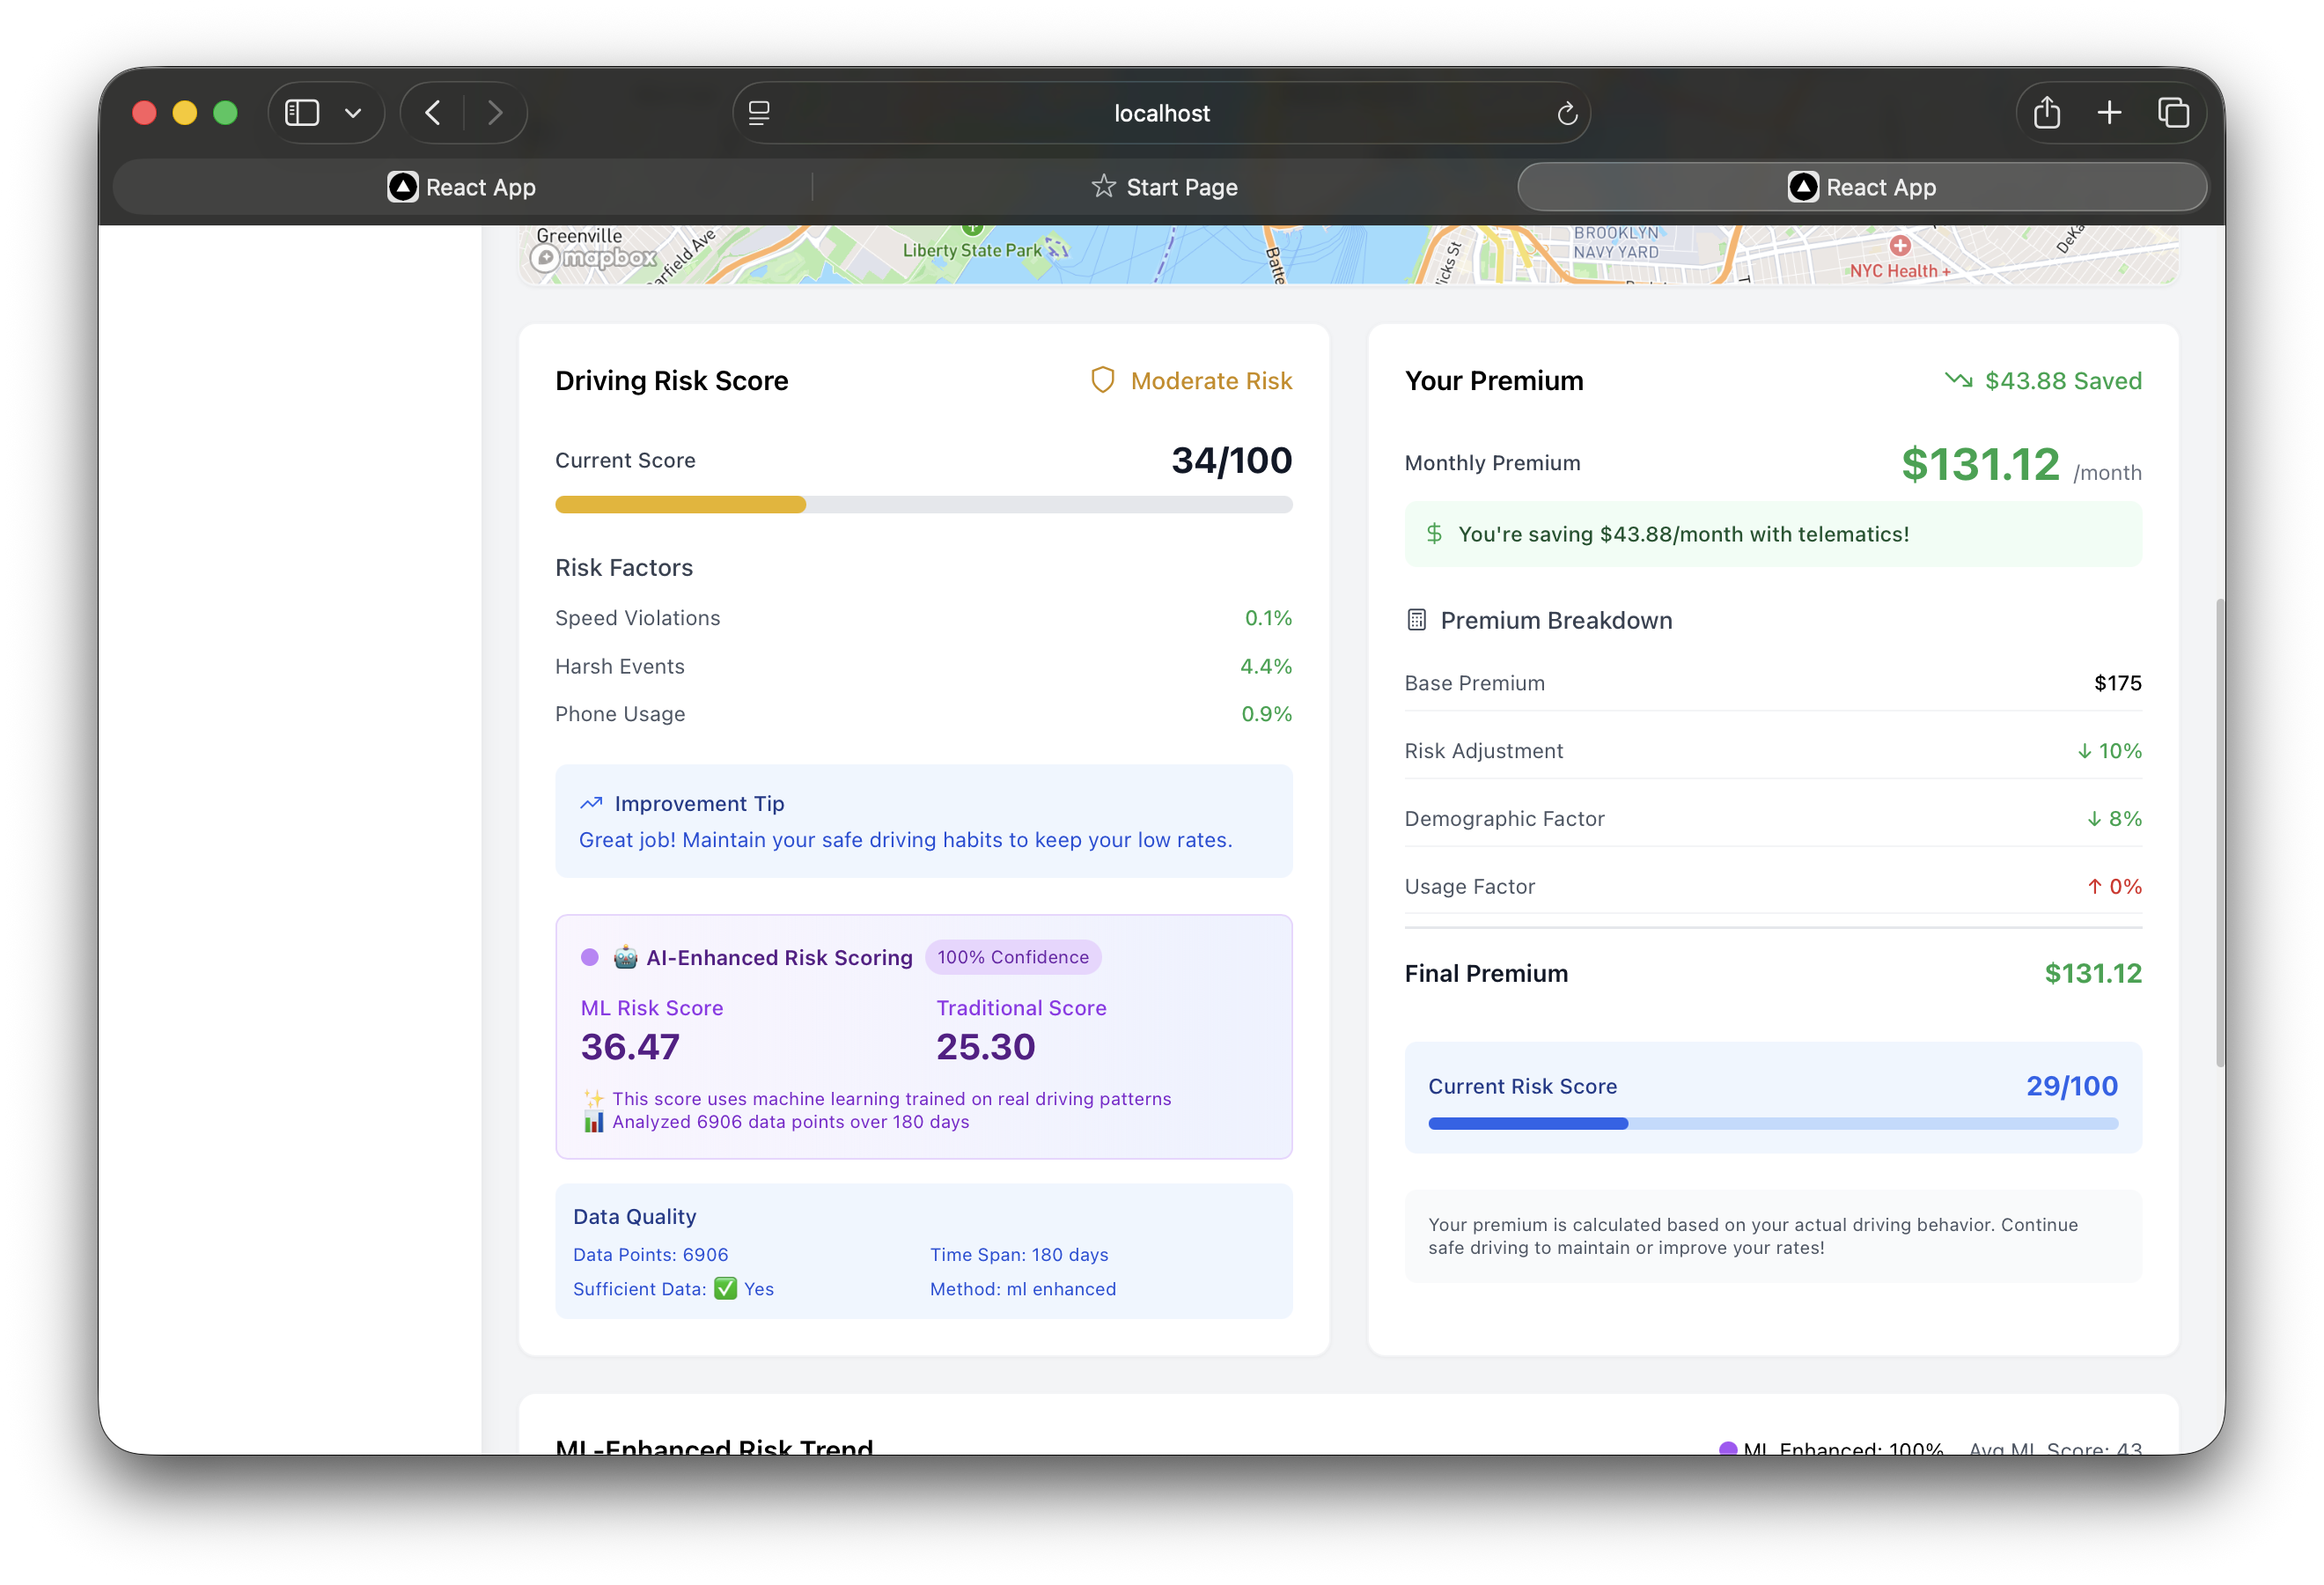 localhost
React App
Start Page
React App
Greenville
mapbox
arfield Ave
Liberty State Park
Batte
icks St
BROOKLYN
NAVY YARD
NYC Health +
DeKa
Driving Risk Score
Moderate Risk
Current Score
34/100
Risk Factors
Speed Violations
0.1%
Harsh Events
4.4%
Phone Usage
0.9%
Improvement Tip
Great job! Maintain your safe driving habits to keep your low rates.
🤖 AI-Enhanced Risk Scoring
100% Confidence
ML Risk Score
Traditional Score
36.47
25.30
✨ This score uses machine learning trained on real driving patterns
📊 Analyzed 6906 data points over 180 days
Data Quality
Data Points: 6906
Time Span: 180 days
Sufficient Data: ✅ Yes
Method: ml enhanced
Your Premium
$43.88 Saved
Monthly Premium
$131.12 /month
You're saving $43.88/month with telematics!
Premium Breakdown
Base Premium
$175
Risk Adjustment
↓ 10%
Demographic Factor
↓ 8%
Usage Factor
↑ 0%
Final Premium
$131.12
Current Risk Score
29/100
Your premium is calculated based on your actual driving behavior. Continue
safe driving to maintain or improve your rates!
ML-Enhanced Risk Trend
ML Enhanced: 100%
Avg ML Score: 43